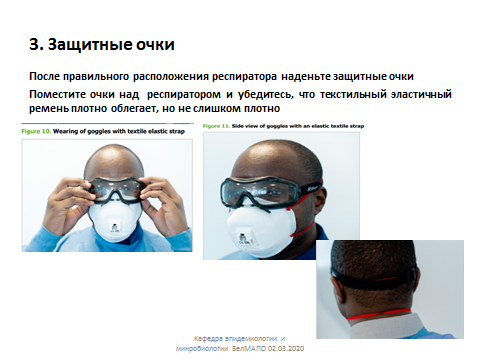 3. Защитные очки
После правильного расположения респиратора наденьте защитные очки
Поместите очки над респиратором и убедитесь, что текстильный эластичный
ремень плотно облегает, но не слишком плотно
Figure 10. Wearing of goggles with textile elastic strap
Figure 11. Side view of goggles with an elastic textile strap
Кафедра эпидемиологии и
микробиологии БелМАПО 02.03.2020